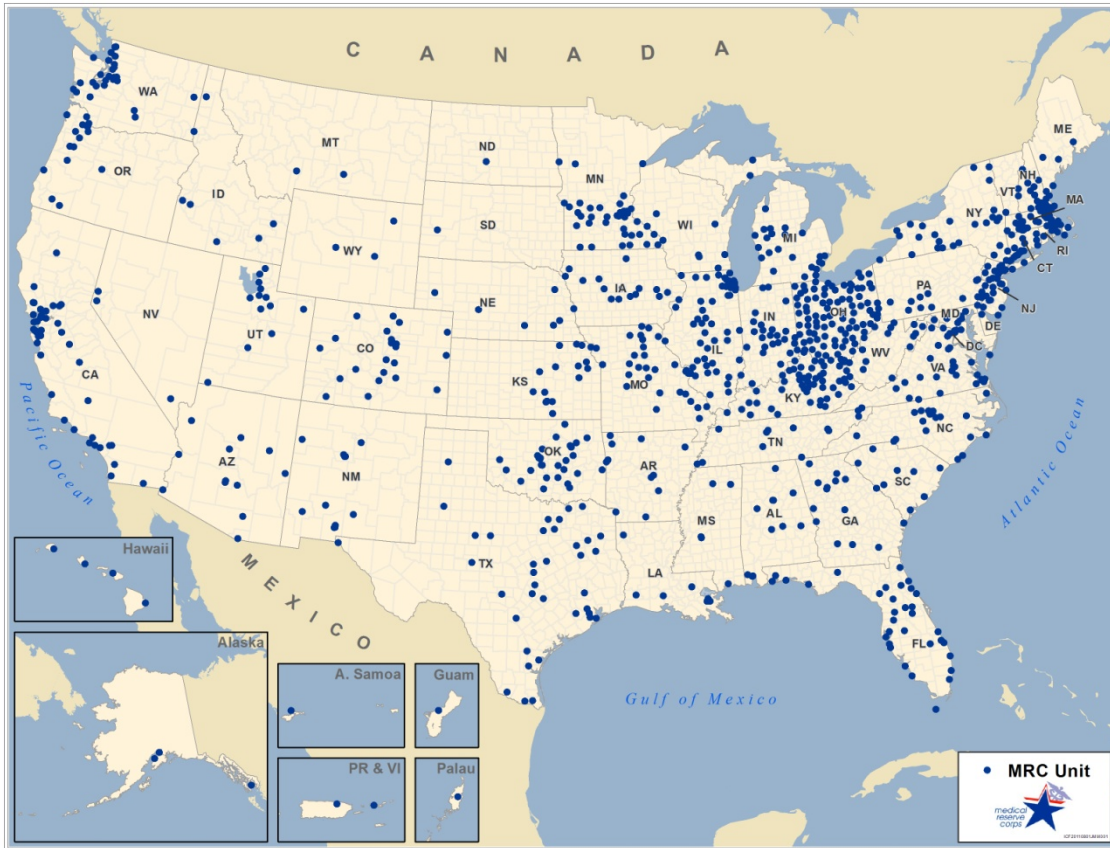 CANADA
WA
MT
ND
MN
ME
OR
ID
SD
WI
MI
NY
VT
NH
MA
RI
CT
WY
IA
PA
NJ
NE
NV
UT
CO
IL
IN
OH
MD
DE
DC
WV
VA
CA
KS
MO
KY
AZ
NM
OK
AR
TN
NC
SC
MS
AL
GA
TX
LA
FL
Pacific Ocean
Atlantic Ocean
MEXICO
Gulf of Mexico
Hawaii
Alaska
A. Samoa
Guam
PR & VI
Palau
MRC Unit
medical
reserve
corps